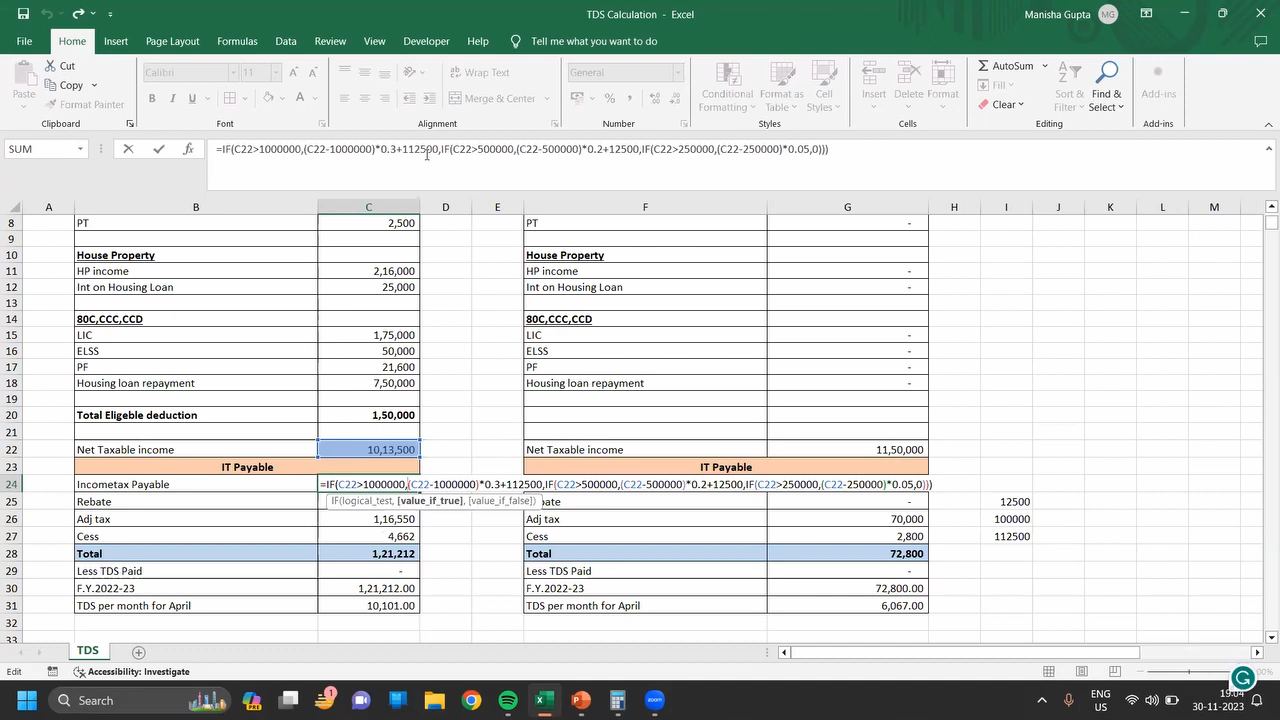 TDS Calculation - Excel
Manisha Gupta MG
File Home Insert Page Layout Formulas Data Review View Developer Help Tell me what you want to do
Paste Cut Copy Format Painter
Calibri 11
B I U A
Wrap Text
Merge & Center
General
Conditional Formatting Format as Table Cell Styles
Insert Delete Format
AutoSum Fill Clear
Sort & Filter Find & Select
Add-ins
Clipboard Font Alignment Number Styles Cells Editing Add-ins
SUM fx =IF(C22>1000000,(C22-1000000)*0.3+112500,IF(C22>500000,(C22-500000)*0.2+12500,IF(C22>250000,(C22-250000)*0.05,0)))
A B C D E F G H I J K L M
8 PT 2,500 PT -
9
10 House Property House Property
11 HP income 2,16,000 HP income -
12 Int on Housing Loan 25,000 Int on Housing Loan -
13
14 80C,CCC,CCD 80C,CCC,CCD
15 LIC 1,75,000 LIC -
16 ELSS 50,000 ELSS -
17 PF 21,600 PF -
18 Housing loan repayment 7,50,000 Housing loan repayment -
19
20 Total Eligeble deduction 1,50,000
21
22 Net Taxable income 10,13,500 Net Taxable income 11,50,000
23 IT Payable IT Payable
24 Incometax Payable =IF(C22>1000000,(C22-1000000)*0.3+112500,IF(C22>500000,(C22-500000)*0.2+12500,IF(C22>250000,(C22-250000)*0.05,0)))
IF(logical_test, [value_if_true], [value_if_false])
25 Rebate ebate - 12500
26 Adj tax 1,16,550 Adj tax 70,000 100000
27 Cess 4,662 Cess 2,800 112500
28 Total 1,21,212 Total 72,800
29 Less TDS Paid - Less TDS Paid -
30 F.Y.2022-23 1,21,212.00 F.Y.2022-23 72,800.00
31 TDS per month for April 10,101.00 TDS per month for April 6,067.00
32
33
TDS
Edit Accessibility: Investigate
Search PRE 1 ENG US 19:04 30-11-2023